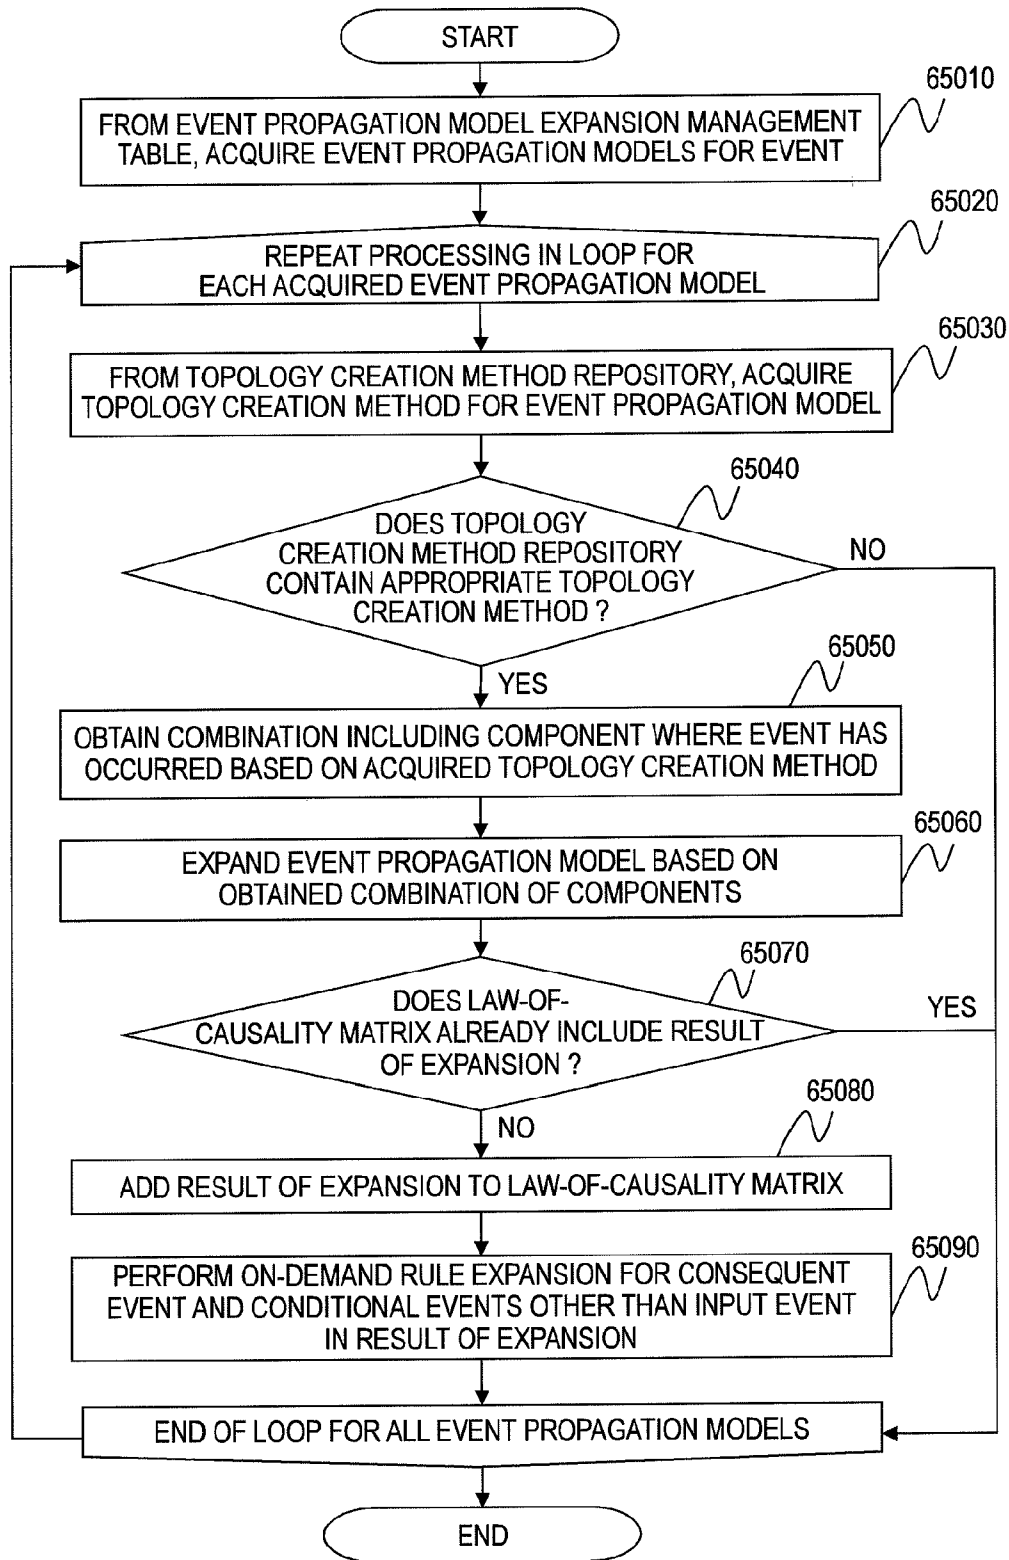 START
65010
FROM EVENT PROPAGATION MODEL EXPANSION MANAGEMENT
TABLE, ACQUIRE EVENT PROPAGATION MODELS FOR EVENT
65020
REPEAT PROCESSING IN LOOP FOR
EACH ACQUIRED EVENT PROPAGATION MODEL
65030
FROM TOPOLOGY CREATION METHOD REPOSITORY, ACQUIRE
TOPOLOGY CREATION METHOD FOR EVENT PROPAGATION MODEL
65040
DOES TOPOLOGY
CREATION METHOD REPOSITORY
CONTAIN APPROPRIATE TOPOLOGY
CREATION METHOD ?
NO
YES
65050
OBTAIN COMBINATION INCLUDING COMPONENT WHERE EVENT HAS
OCCURRED BASED ON ACQUIRED TOPOLOGY CREATION METHOD
65060
EXPAND EVENT PROPAGATION MODEL BASED ON
OBTAINED COMBINATION OF COMPONENTS
65070
DOES LAW-OF-
CAUSALITY MATRIX ALREADY INCLUDE RESULT
OF EXPANSION ?
YES
NO
65080
ADD RESULT OF EXPANSION TO LAW-OF-CAUSALITY MATRIX
65090
PERFORM ON-DEMAND RULE EXPANSION FOR CONSEQUENT
EVENT AND CONDITIONAL EVENTS OTHER THAN INPUT EVENT
IN RESULT OF EXPANSION
END OF LOOP FOR ALL EVENT PROPAGATION MODELS
END